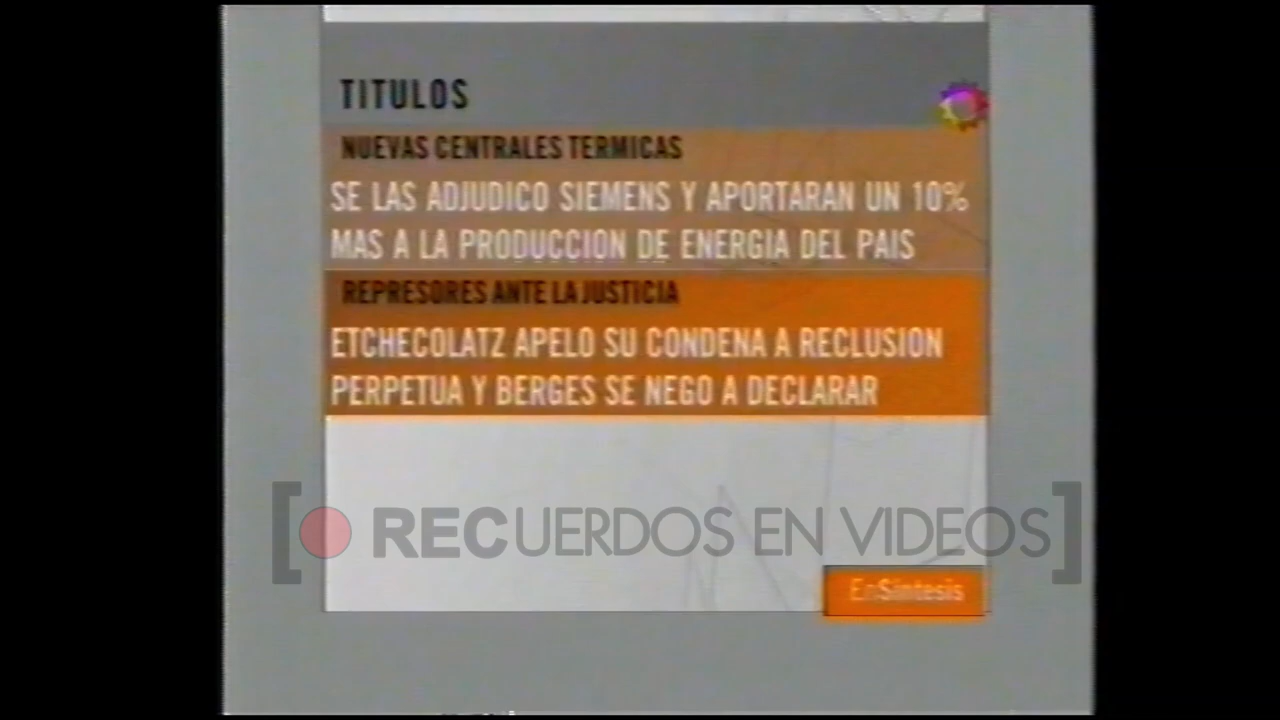 TITULOS
NUEVAS CENTRALES TERMICAS
SE LAS ADJUDICO SIEMENS Y APORTARAN UN 10%
MAS A LA PRODUCCION DE ENERGIA DEL PAIS
REPRESORES ANTE LA JUSTICIA
ETCHECOLATZ APELO SU CONDENA A RECLUSION
PERPETUA Y BERGES SE NEGO A DECLARAR
[ RECUERDOS EN VIDEOS ]
EnSíntesis